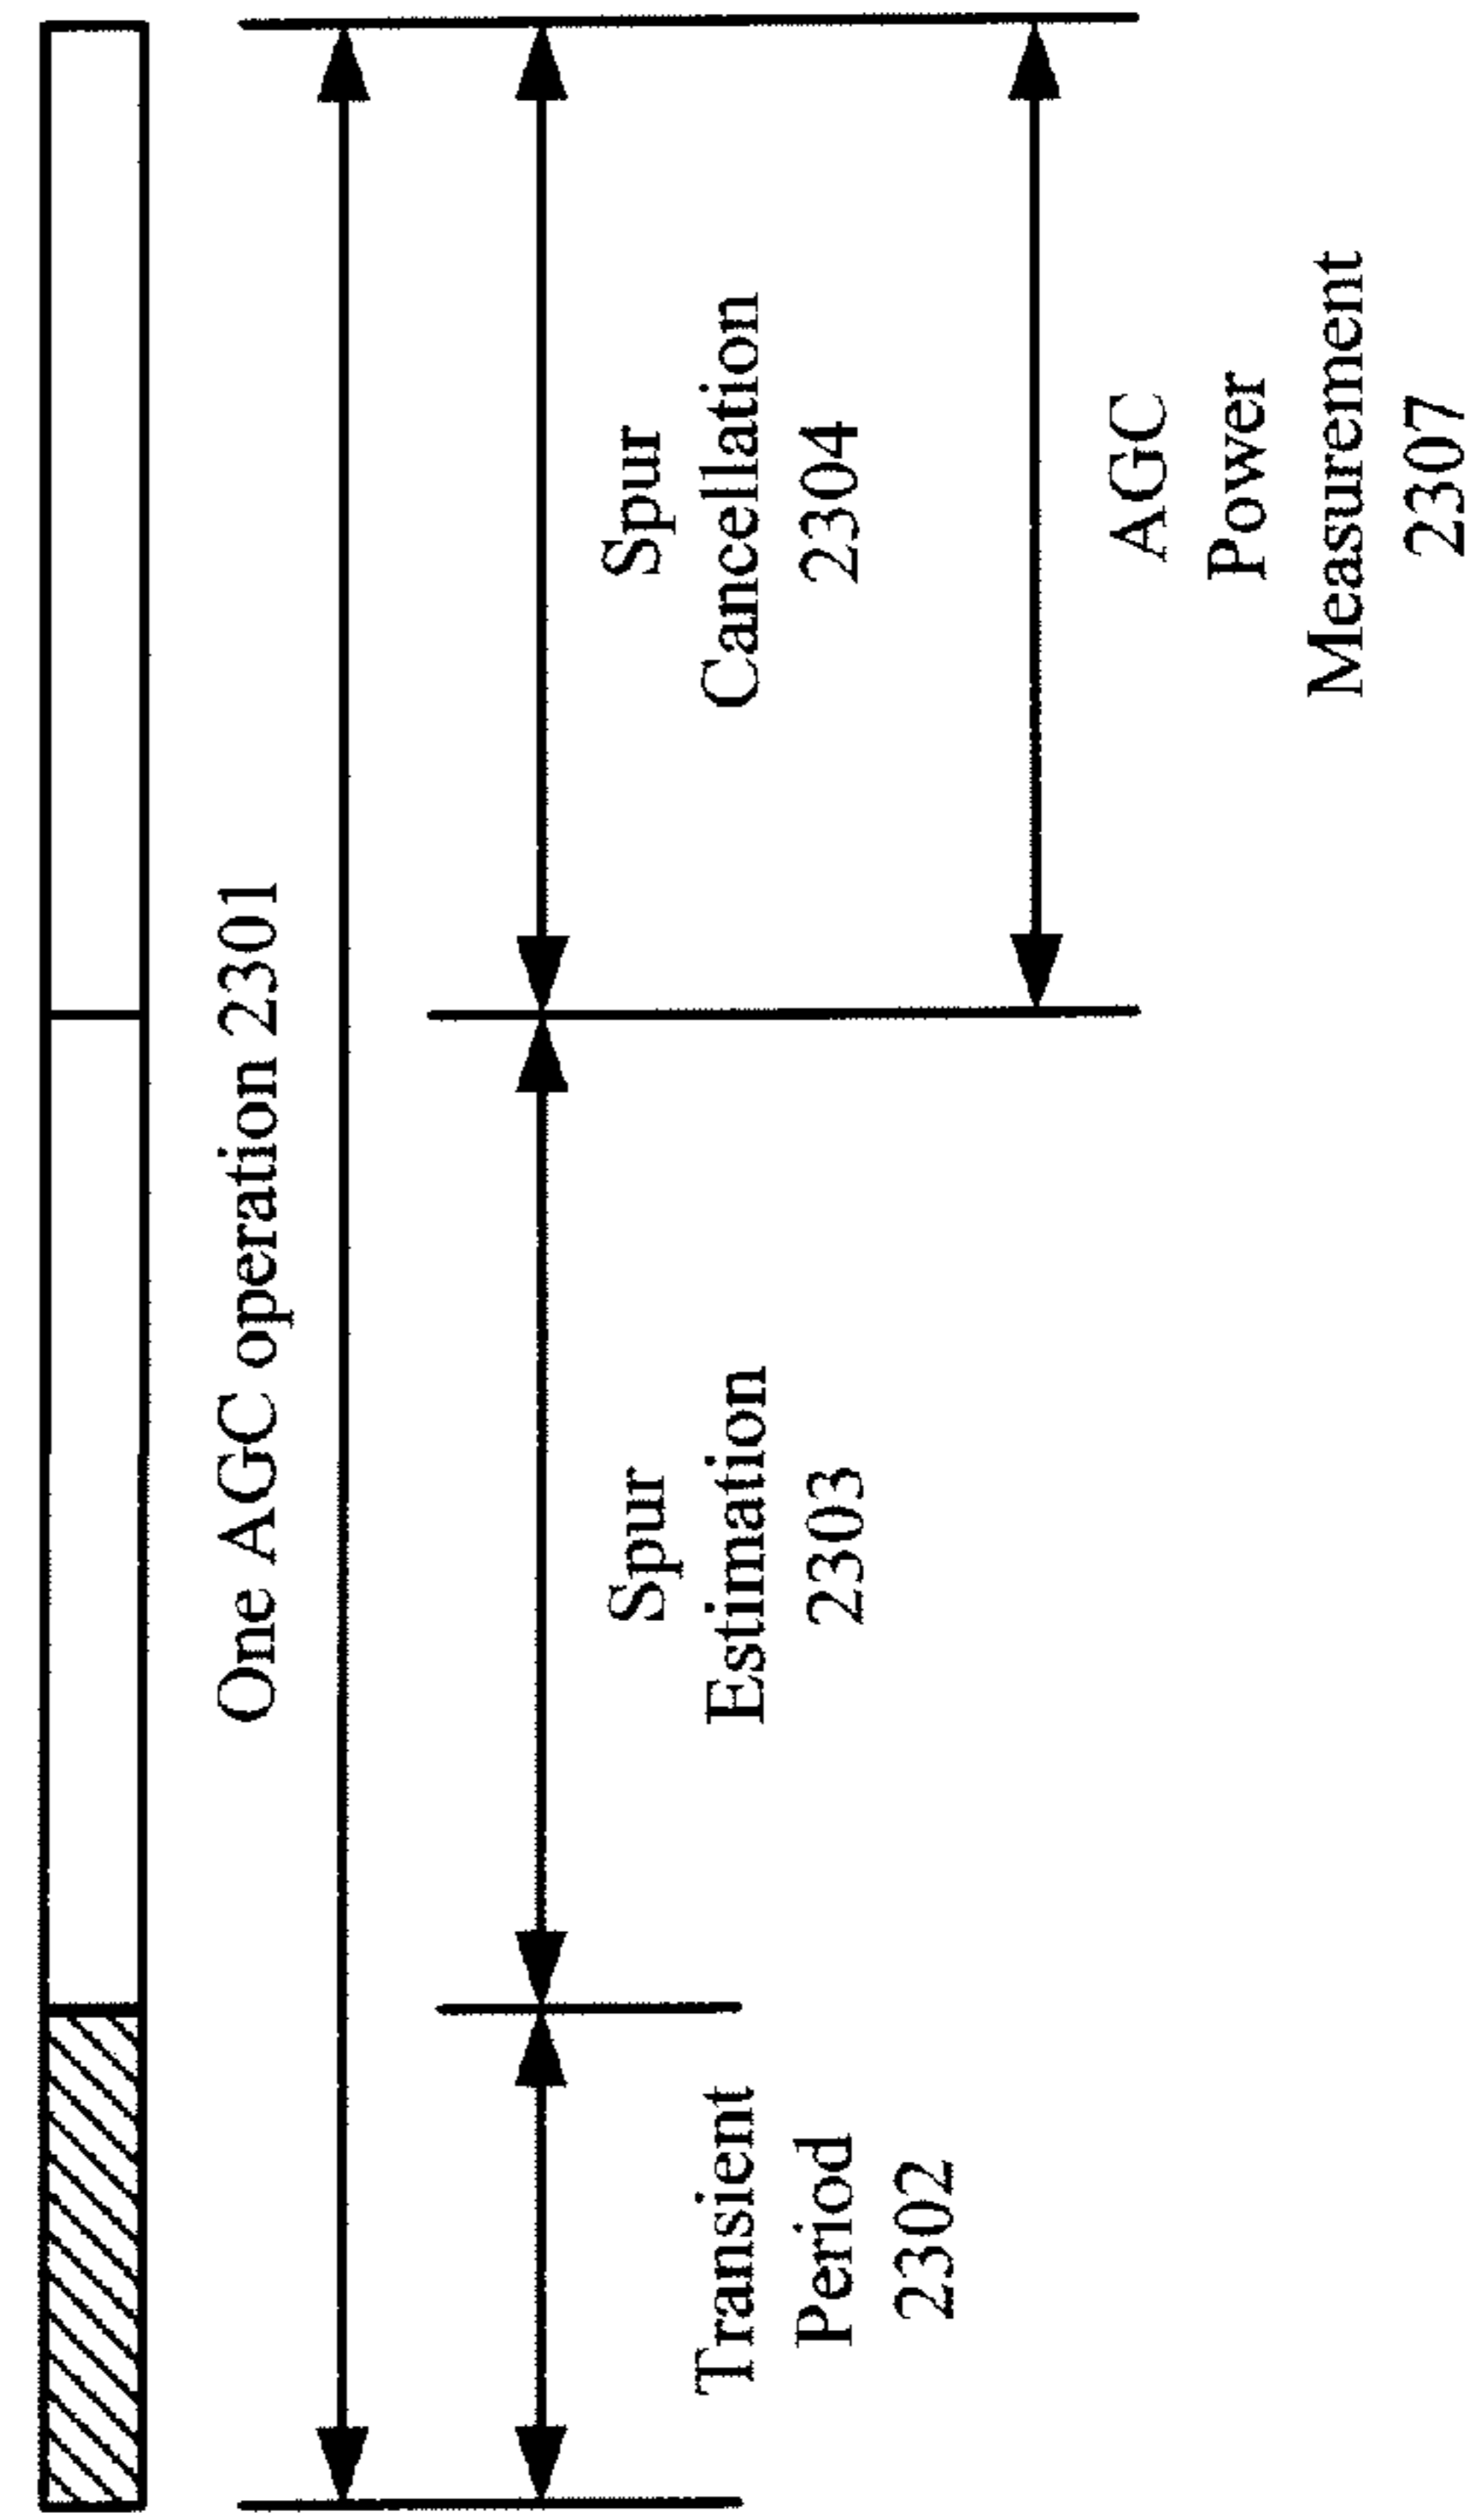 One AGC operation 2301
Transient
Period
2302
Spur
Estimation
2303
Spur
Cancellation
2304
AGC
Power
Measurement
2307